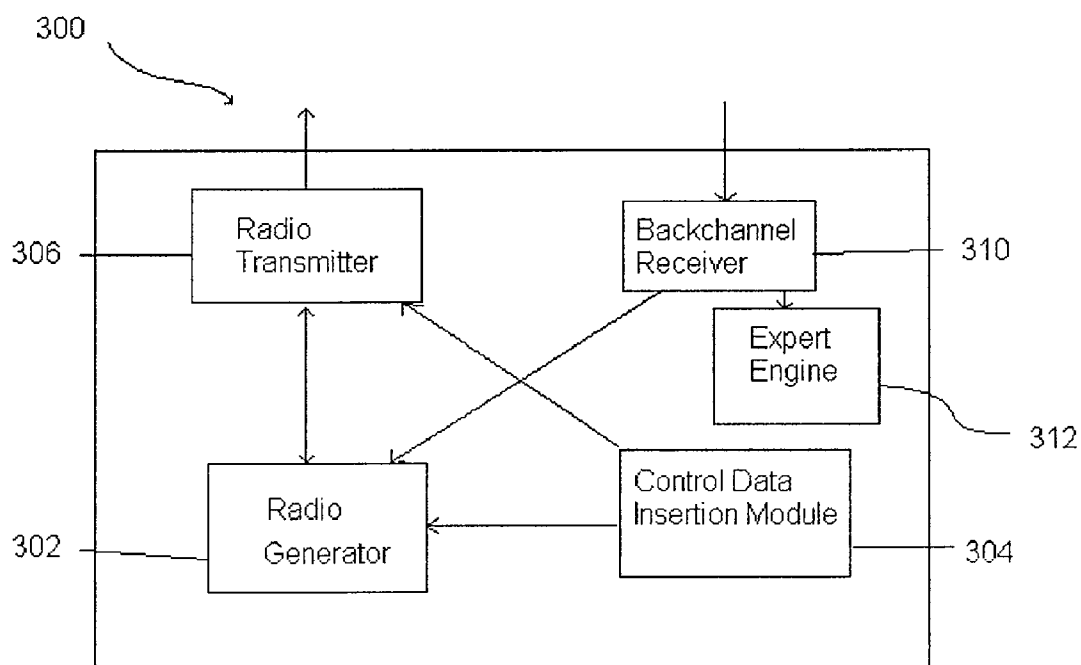 300
Radio
Transmitter
306
Backchannel
Receiver
310
Expert
Engine
312
Radio
Generator
302
Control Data
Insertion Module
304